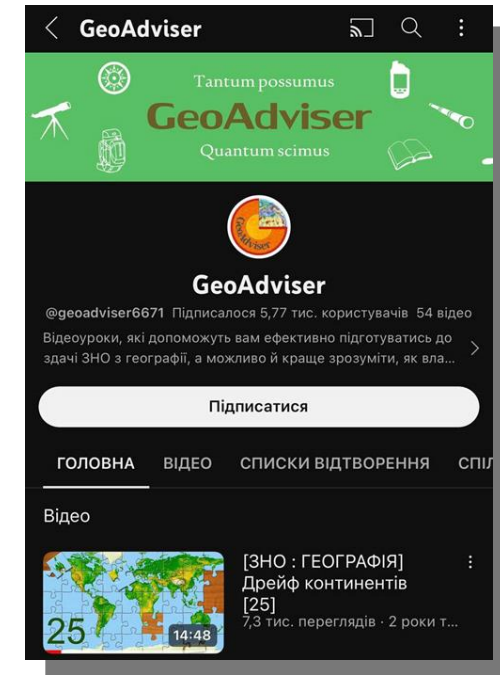 GeoAdviser
Tantum possumus
GeoAdviser
Quantum scimus
GeoAdviser
GeoAdviser
@geoadviser6671 Підписалося 5,77 тис. користувачів 54 відео
Відеоуроки, які допоможуть вам ефективно підготуватись до
здачі ЗНО з географії, а можливо й краще зрозуміти, як вла...
Підписатися
ГОЛОВНА ВІДЕО СПИСКИ ВІДТВОРЕННЯ СПІЛ
Відео
[ЗНО : ГЕОГРАФІЯ]
Дрейф континентів
[25]
7,3 тис. переглядів · 2 роки т...
25
14:48